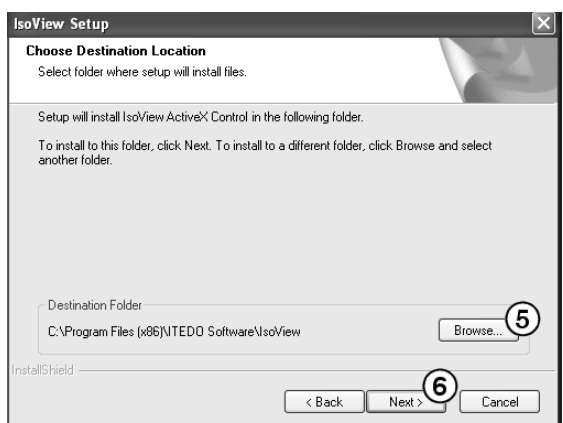 IsoView Setup
Choose Destination Location
Select folder where setup will install files.
Setup will install IsoView ActiveX Control in the following folder.
To install to this folder, click Next. To install to a different folder, click Browse and select
another folder.
Destination Folder
C:\Program Files (x86)\ITEDO Software\IsoView
Browse...
5
InstallShield
6
< Back
Next >
Cancel